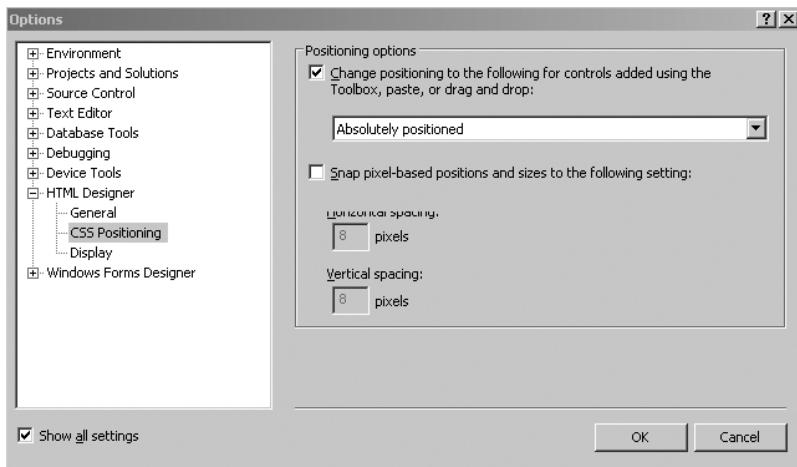 Options
Environment
Projects and Solutions
Source Control
Text Editor
Database Tools
Debugging
Device Tools
HTML Designer
General
CSS Positioning
Display
Windows Forms Designer
Show all settings
Positioning options
Change positioning to the following for controls added using the
Toolbox, paste, or drag and drop:
Absolutely positioned
Snap pixel-based positions and sizes to the following setting:
Horizontal spacing:
8 pixels
Vertical spacing:
8 pixels
OK Cancel